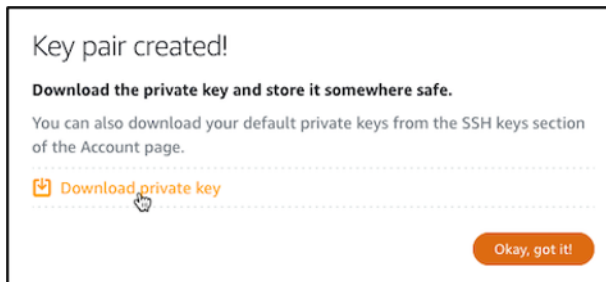 Key pair created!
Download the private key and store it somewhere safe.
You can also download your default private keys from the SSH keys section
of the Account page.
Download private key
Okay, got it!